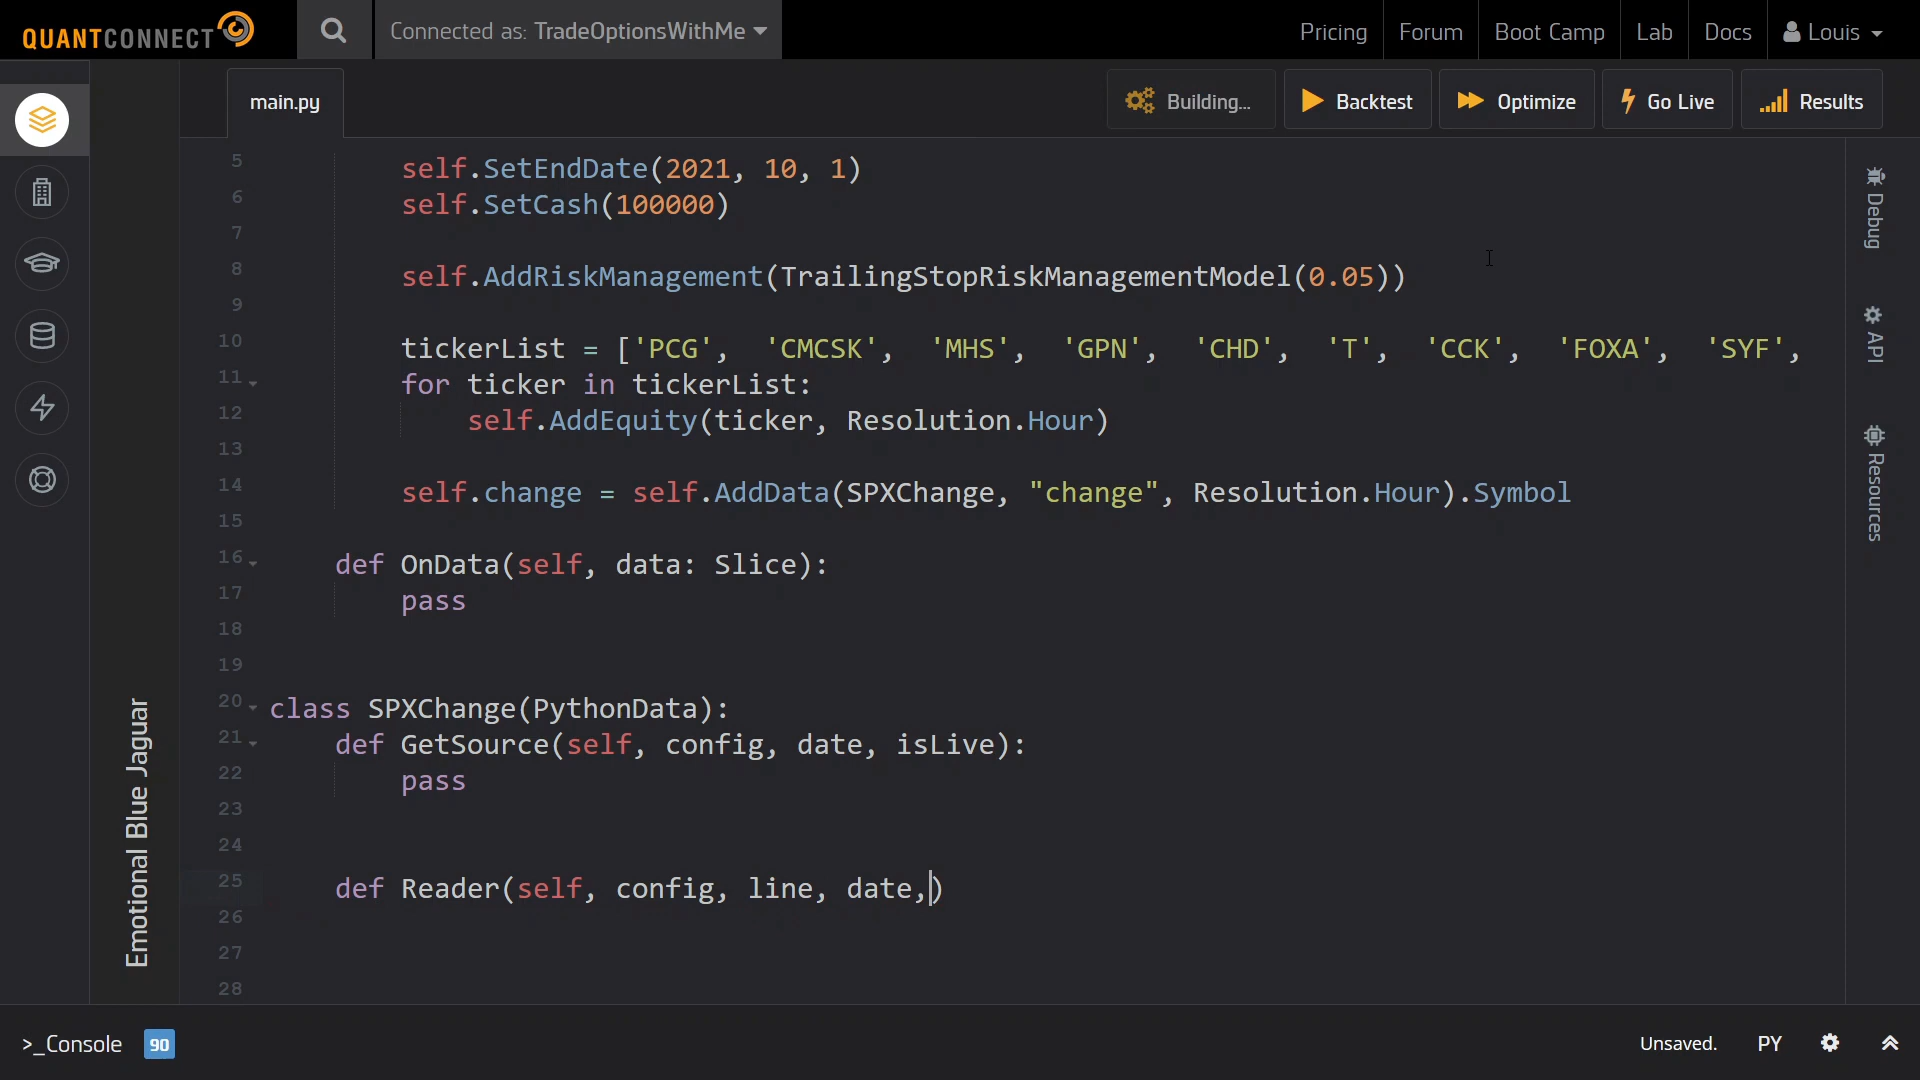 QUANTCONNECT
Connected as: TradeOptionsWithMe
Pricing
Forum
Boot Camp
Lab
Docs
Louis
main.py
Building...
Backtest
Optimize
Go Live
Results
5 self.SetEndDate(2021, 10, 1)
6 self.SetCash(100000)
7
8 self.AddRiskManagement(TrailingStopRiskManagementModel(0.05))
9
10 tickerList = ['PCG', 'CMCSK', 'MHS', 'GPN', 'CHD', 'T', 'CCK', 'FOXA', 'SYF',
11 for ticker in tickerList:
12 self.AddEquity(ticker, Resolution.Hour)
13
14 self.change = self.AddData(SPXChange, "change", Resolution.Hour).Symbol
15
16 def OnData(self, data: Slice):
17 pass
18
19
20 class SPXChange(PythonData):
21 def GetSource(self, config, date, isLive):
22 pass
23
24
25 def Reader(self, config, line, date,)
26
27
28
Emotional Blue Jaguar
Debug
API
Resources
>_Console 90
Unsaved.
PY